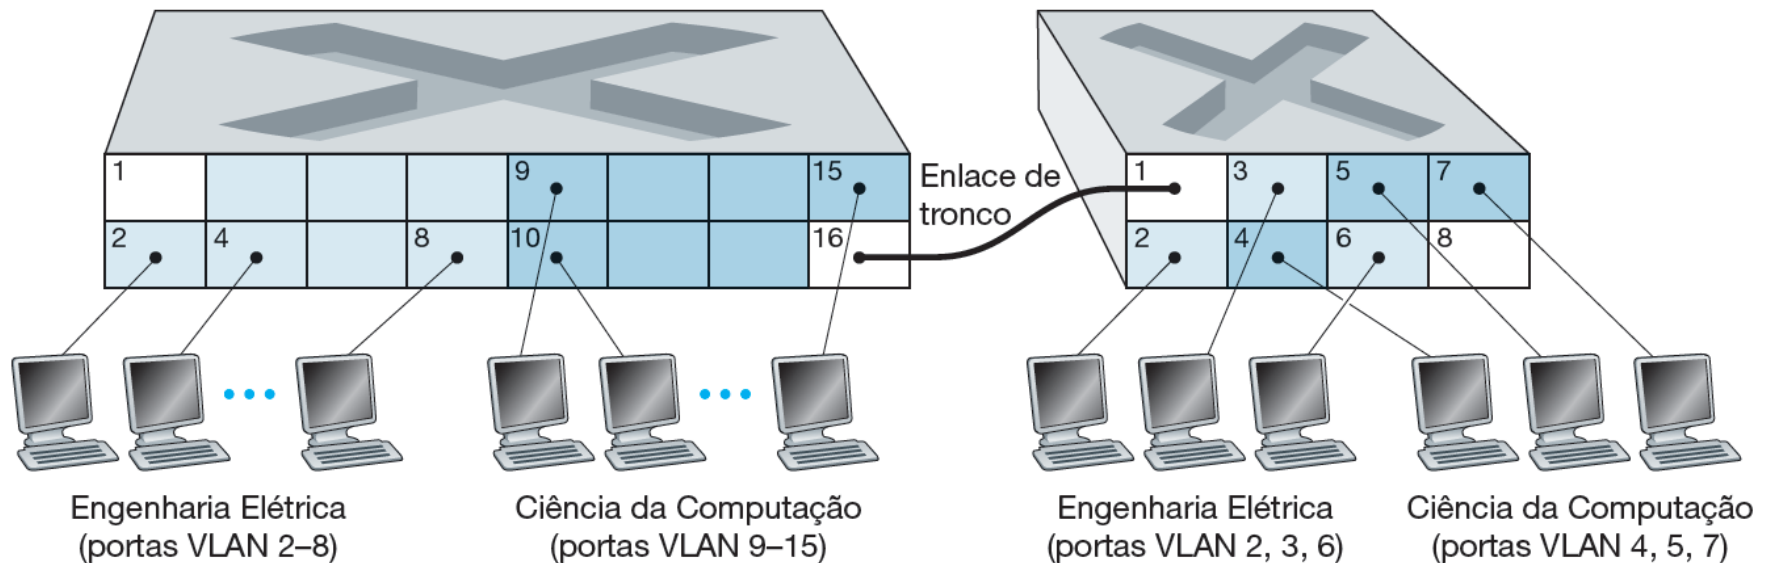 1 9 15
2 4 8 10 16
Enlace de
tronco
1 3 5 7
2 4 6 8
Engenharia Elétrica
(portas VLAN 2–8)
Ciência da Computação
(portas VLAN 9–15)
Engenharia Elétrica
(portas VLAN 2, 3, 6)
Ciência da Computação
(portas VLAN 4, 5, 7)